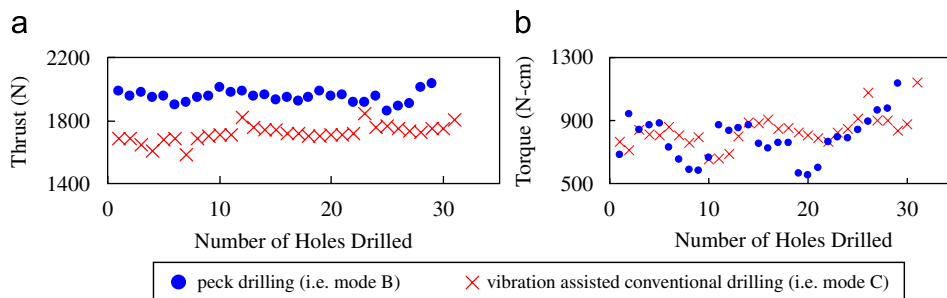 a
2200
1800
1400
Thrust (N)
0
10
20
30
Number of Holes Drilled
b
1300
900
500
Torque (N-cm)
0
10
20
30
Number of Holes Drilled
peck drilling (i.e. mode B)
vibration assisted conventional drilling (i.e. mode C)